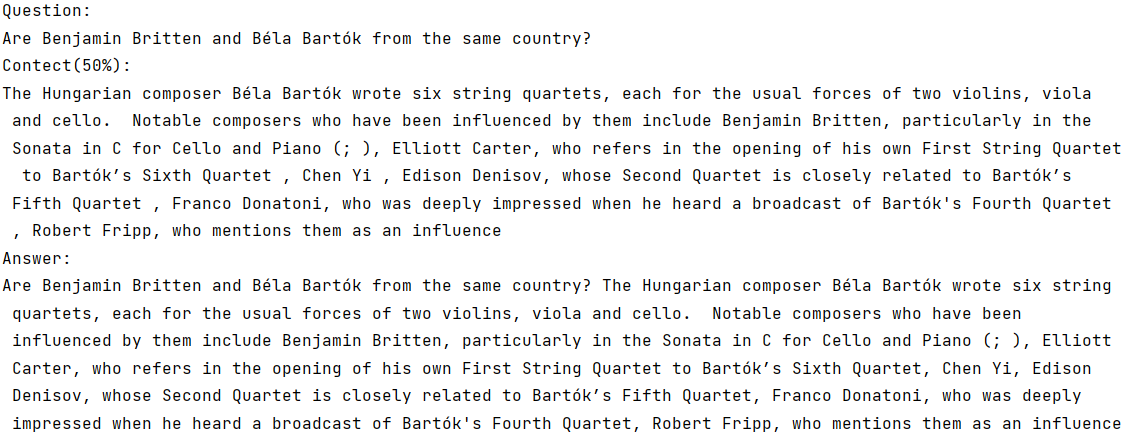 Question:
Are Benjamin Britten and Béla Bartók from the same country?
Contect(50%):
The Hungarian composer Béla Bartók wrote six string quartets, each for the usual forces of two violins, viola
and cello.  Notable composers who have been influenced by them include Benjamin Britten, particularly in the
Sonata in C for Cello and Piano (; ), Elliott Carter, who refers in the opening of his own First String Quartet
to Bartók’s Sixth Quartet , Chen Yi , Edison Denisov, whose Second Quartet is closely related to Bartók’s
Fifth Quartet , Franco Donatoni, who was deeply impressed when he heard a broadcast of Bartók's Fourth Quartet
, Robert Fripp, who mentions them as an influence
Answer:
Are Benjamin Britten and Béla Bartók from the same country? The Hungarian composer Béla Bartók wrote six string
quartets, each for the usual forces of two violins, viola and cello.  Notable composers who have been
influenced by them include Benjamin Britten, particularly in the Sonata in C for Cello and Piano (; ), Elliott
Carter, who refers in the opening of his own First String Quartet to Bartók’s Sixth Quartet, Chen Yi, Edison
Denisov, whose Second Quartet is closely related to Bartók’s Fifth Quartet, Franco Donatoni, who was deeply
impressed when he heard a broadcast of Bartók's Fourth Quartet, Robert Fripp, who mentions them as an influence